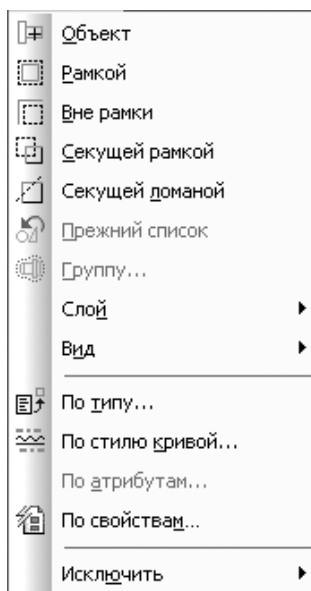 Объект
Рамкой
Вне рамки
Секущей рамкой
Секущей ломаной
Прежний список
Группу...
Слой
Вид
По типу...
По стилю кривой...
По атрибутам...
По свойствам...
Исключить